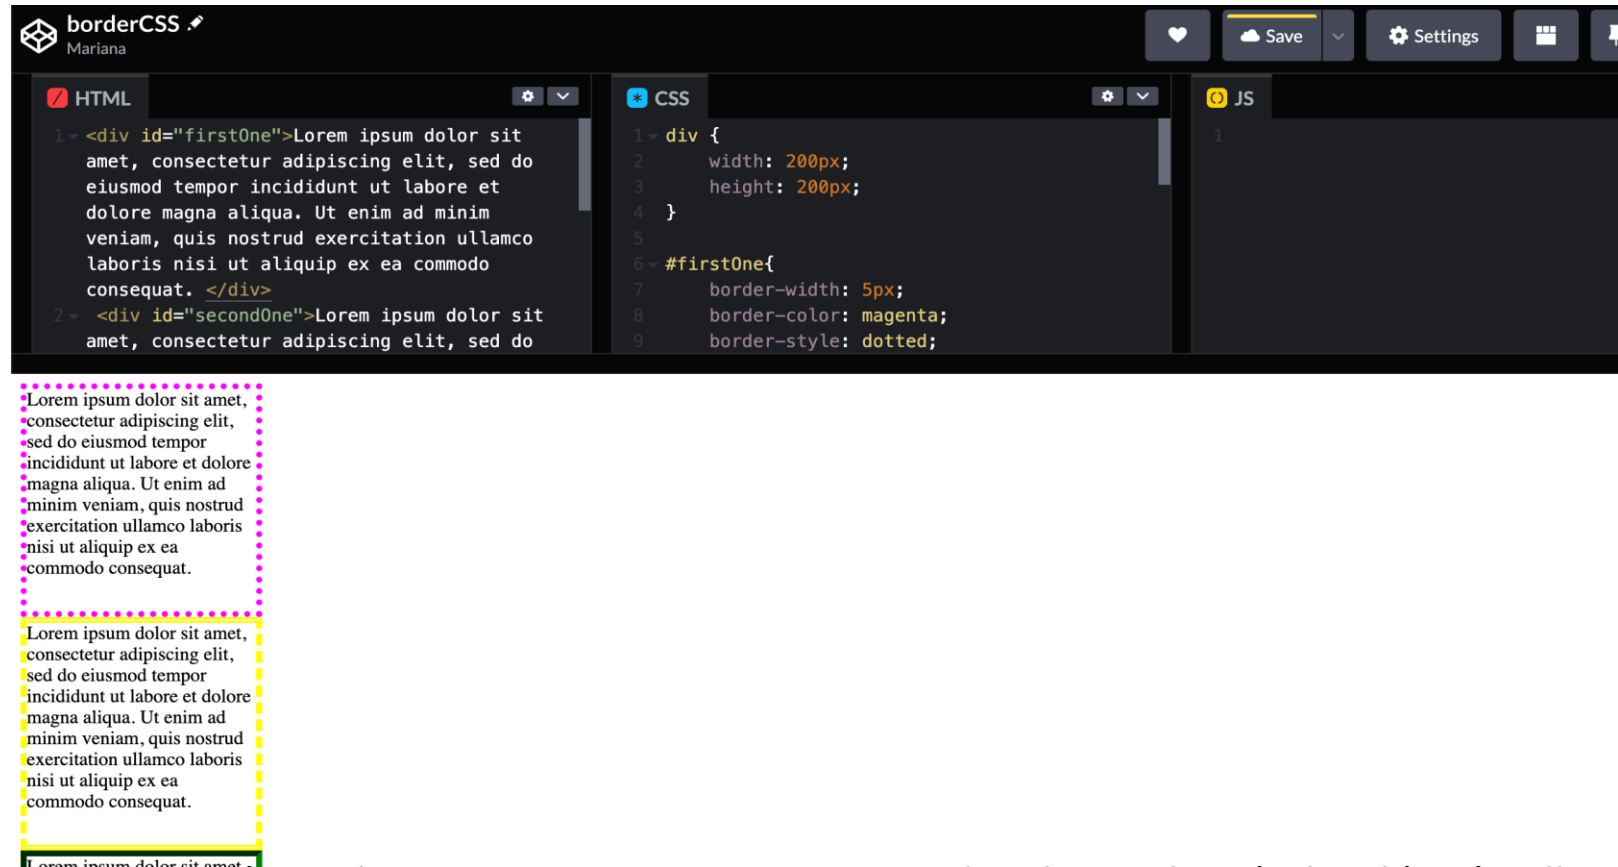 borderCSS
Mariana
Save
Settings
HTML
CSS
JS
1 <div id="firstOne">Lorem ipsum dolor sit
amet, consectetur adipiscing elit, sed do
eiusmod tempor incididunt ut labore et
dolore magna aliqua. Ut enim ad minim
veniam, quis nostrud exercitation ullamco
laboris nisi ut aliquip ex ea commodo
consequat. </div>
2 <div id="secondOne">Lorem ipsum dolor sit
amet, consectetur adipiscing elit, sed do
1 div {
2 width: 200px;
3 height: 200px;
4 }
5
6 #firstOne{
7 border-width: 5px;
8 border-color: magenta;
9 border-style: dotted;
1
Lorem ipsum dolor sit amet,
consectetur adipiscing elit,
sed do eiusmod tempor
incididunt ut labore et dolore
magna aliqua. Ut enim ad
minim veniam, quis nostrud
exercitation ullamco laboris
nisi ut aliquip ex ea
commodo consequat.
Lorem ipsum dolor sit amet,
consectetur adipiscing elit,
sed do eiusmod tempor
incididunt ut labore et dolore
magna aliqua. Ut enim ad
minim veniam, quis nostrud
exercitation ullamco laboris
nisi ut aliquip ex ea
commodo consequat.
Lorem ipsum dolor sit amet,